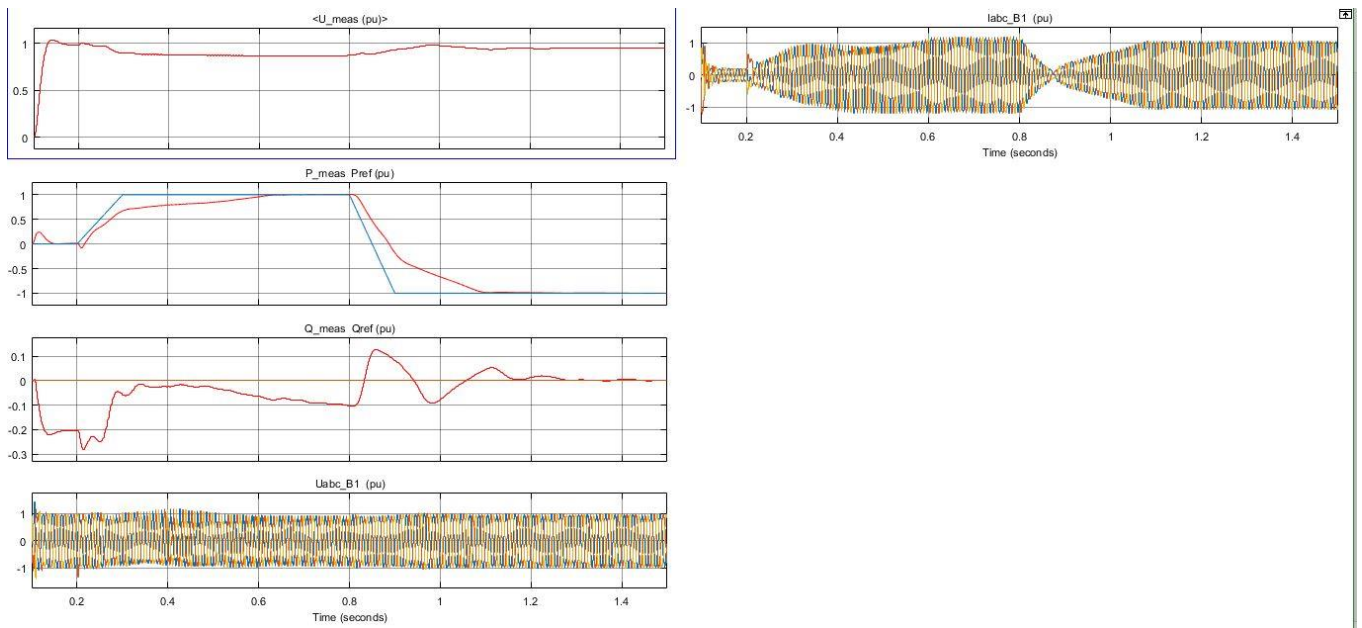 <U_meas (pu)>
1
0.5
0
P_meas Pref (pu)
1
0.5
0
-0.5
-1
Q_meas Qref (pu)
0.1
0
-0.1
-0.2
-0.3
Uabc_B1 (pu)
1
0
-1
0.2 0.4 0.6 0.8 1 1.2 1.4
Time (seconds)
Iabc_B1 (pu)
1
0
-1
0.2 0.4 0.6 0.8 1 1.2 1.4
Time (seconds)